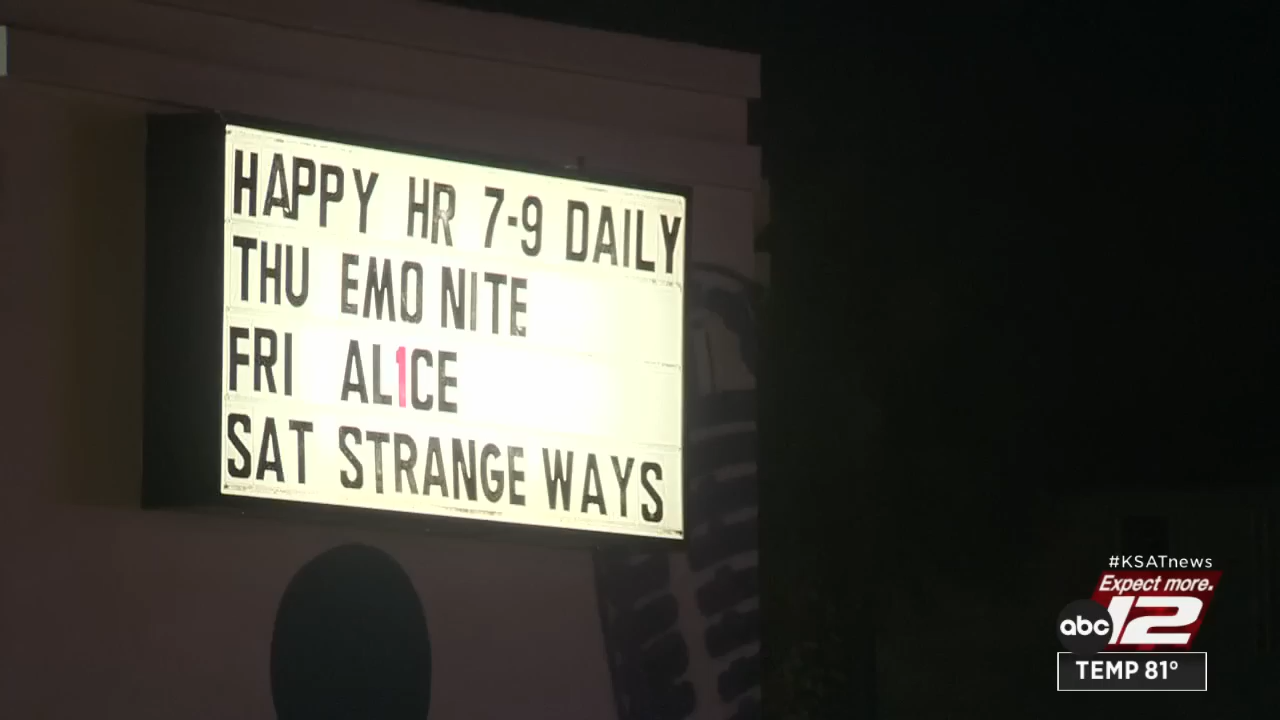 HAPPY HR 7-9 DAILY
THU EMO NITE
FRI AL1CE
SAT STRANGE WAYS
#KSATnews
Expect more.
abc 12
TEMP 81°